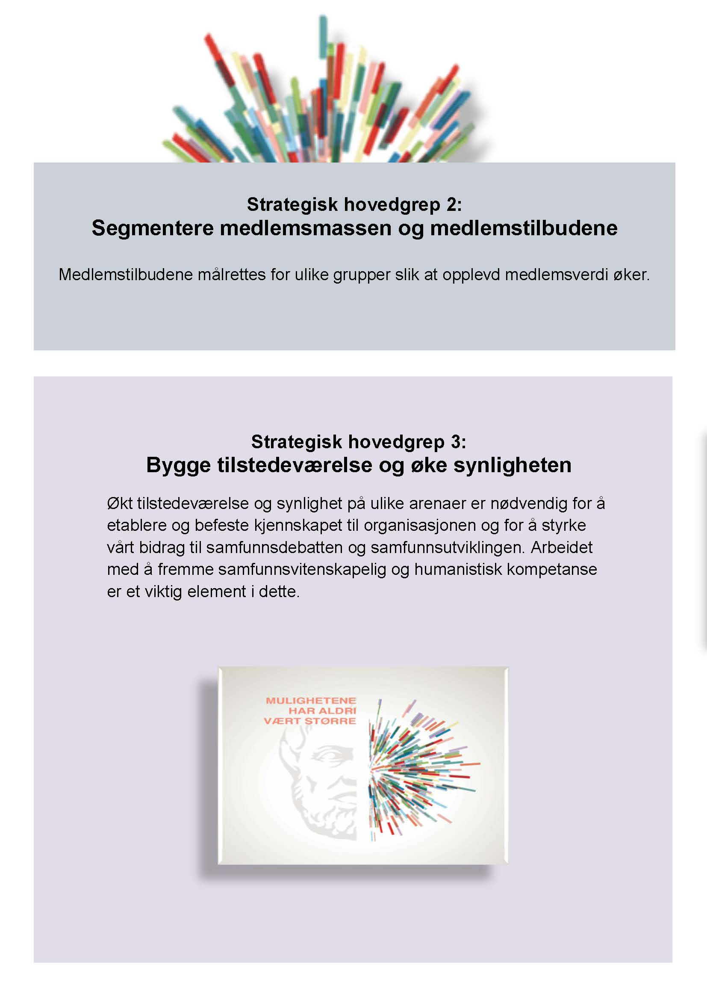 Strategisk hovedgrep 2:
Segmentere medlemsmassen og medlemstilbudene
Medlemstilbudene målrettes for ulike grupper slik at opplevd medlemsverdi øker.
Strategisk hovedgrep 3:
Bygge tilstedeværelse og øke synligheten
Økt tilstedeværelse og synlighet på ulike arenaer er nødvendig for å
etablere og befeste kjennskapet til organisasjonen og for å styrke
vårt bidrag til samfunnsdebatten og samfunnsutviklingen. Arbeidet
med å fremme samfunnsvitenskapelig og humanistisk kompetanse
er et viktig element i dette.
MULIGHETENE
HAR ALDRI
VÆRT STØRRE